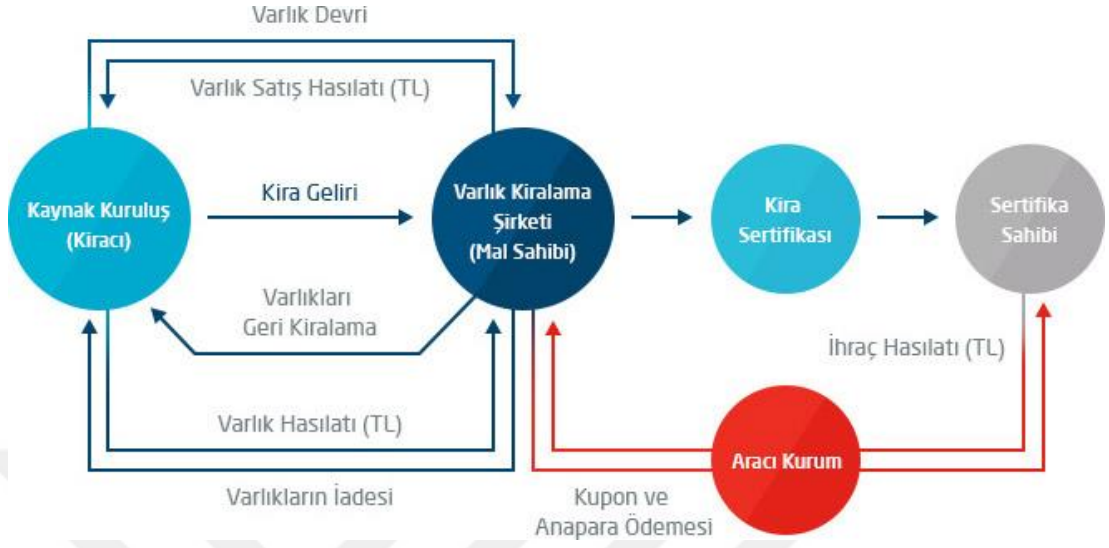 Varlık Devri
Varlık Satış Hasılatı (TL)
Kaynak Kuruluş
(Kiracı)
Kira Geliri
Varlık Kiralama
Şirketi
(Mal Sahibi)
Kira
Sertifikası
Sertifika
Sahibi
Varlıkları
Geri Kiralama
İhraç Hasılatı (TL)
Varlık Hasılatı (TL)
Aracı Kurum
Varlıkların İadesi
Kupon ve
Anapara Ödemesi